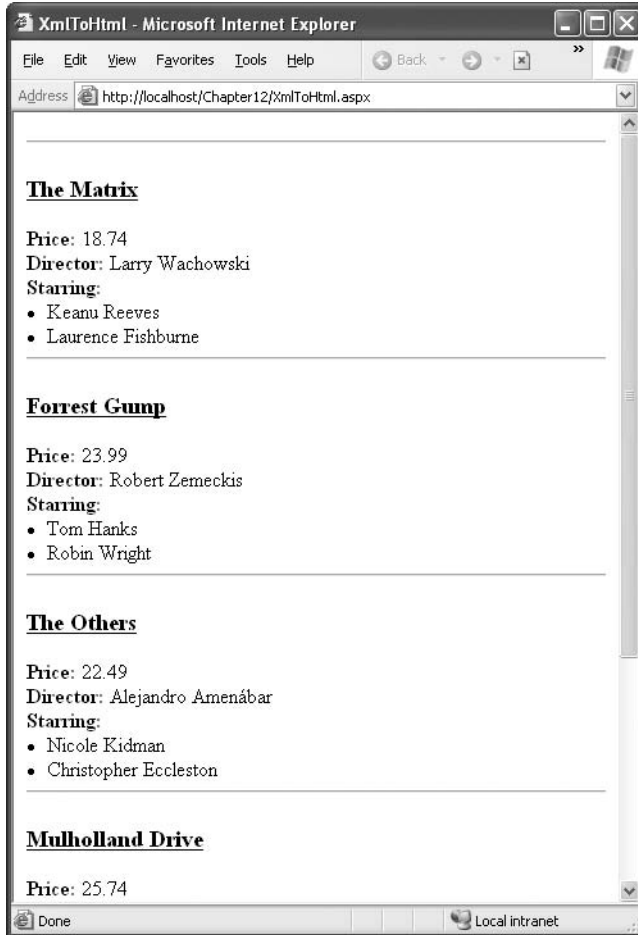 XmlToHtml - Microsoft Internet Explorer
File Edit View Favorites Tools Help Back »
Address http://localhost/Chapter12/XmlToHtml.aspx
The Matrix
Price: 18.74
Director: Larry Wachowski
Starring:
• Keanu Reeves
• Laurence Fishburne
Forrest Gump
Price: 23.99
Director: Robert Zemeckis
Starring:
• Tom Hanks
• Robin Wright
The Others
Price: 22.49
Director: Alejandro Amenábar
Starring:
• Nicole Kidman
• Christopher Eccleston
Mulholland Drive
Price: 25.74
Done Local intranet